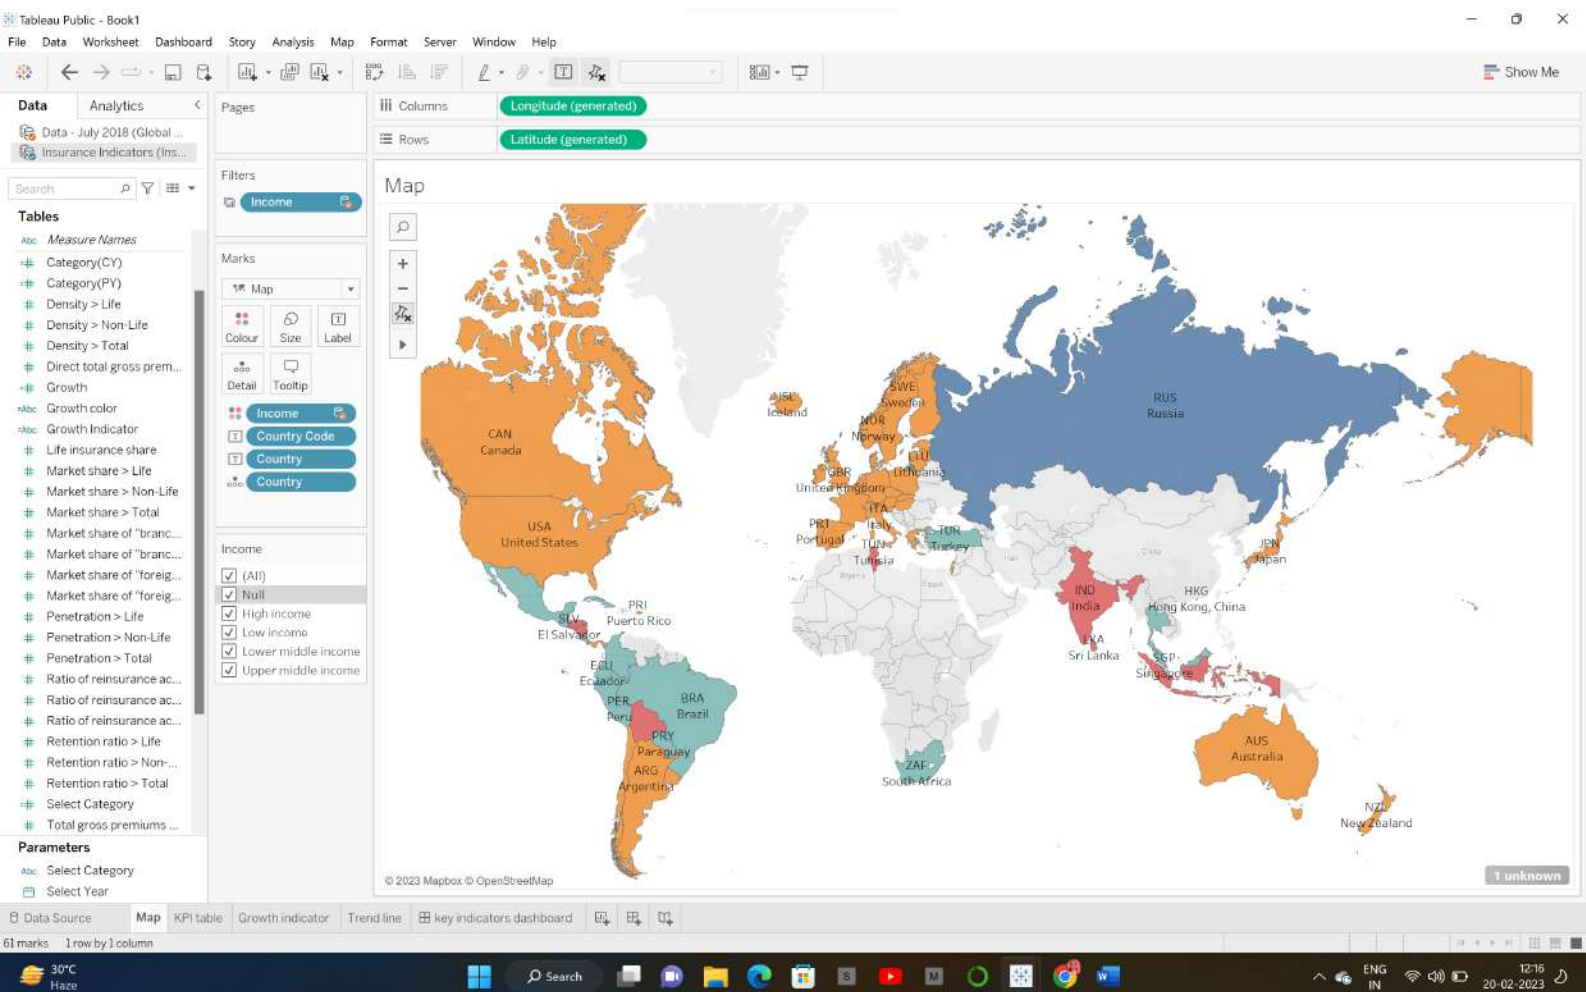 Tableau Public - Book1
File Data Worksheet Dashboard Story Analysis Map Format Server Window Help
Show Me
Data Analytics
Data - July 2018 (Global ...
Insurance Indicators (Ins...
Search
Tables
Abc Measure Names
Category(CY)
Category(PY)
Density > Life
Density > Non-Life
Density > Total
Direct total gross prem...
Growth
Abc Growth color
Abc Growth Indicator
Life insurance share
Market share > Life
Market share > Non-Life
Market share > Total
Market share of "branc...
Market share of "branc...
Market share of "foreig...
Market share of "foreig...
Penetration > Life
Penetration > Non-Life
Penetration > Total
Ratio of reinsurance ac...
Ratio of reinsurance ac...
Ratio of reinsurance ac...
Retention ratio > Life
Retention ratio > Non-...
Retention ratio > Total
Select Category
Total gross premiums ...
Parameters
Abc Select Category
Select Year
Pages
Filters
Income
Marks
Map
Colour Size Label
Detail Tooltip
Income
Country Code
Country
Country
Income
(All)
Null
High income
Low income
Lower middle income
Upper middle income
Columns Longitude (generated)
Rows Latitude (generated)
Map
CAN
Canada
USA
United States
ISL
Iceland
SWE
Sweden
NOR
Norway
LTU
Lithuania
GBR
United Kingdom
ITA
Italy
PRT
Portugal
TUR
Turkey
TUN
Tunisia
Algeria
Egypt
Iran
China
RUS
Russia
JPN
Japan
IND
India
HKG
Hong Kong, China
LKA
Sri Lanka
SGP
Singapore
PRI
Puerto Rico
SLV
El Salvador
ECU
Ecuador
PER
Peru
BRA
Brazil
PRY
Paraguay
ARG
Argentina
ZAF
South Africa
AUS
Australia
NZL
New Zealand
© 2023 Mapbox © OpenStreetMap
1 unknown
Data Source Map KPI table Growth indicator Trend line key indicators dashboard
61 marks 1 row by 1 column
30°C
Haze
Search
ENG
IN
12:16
20-02-2023